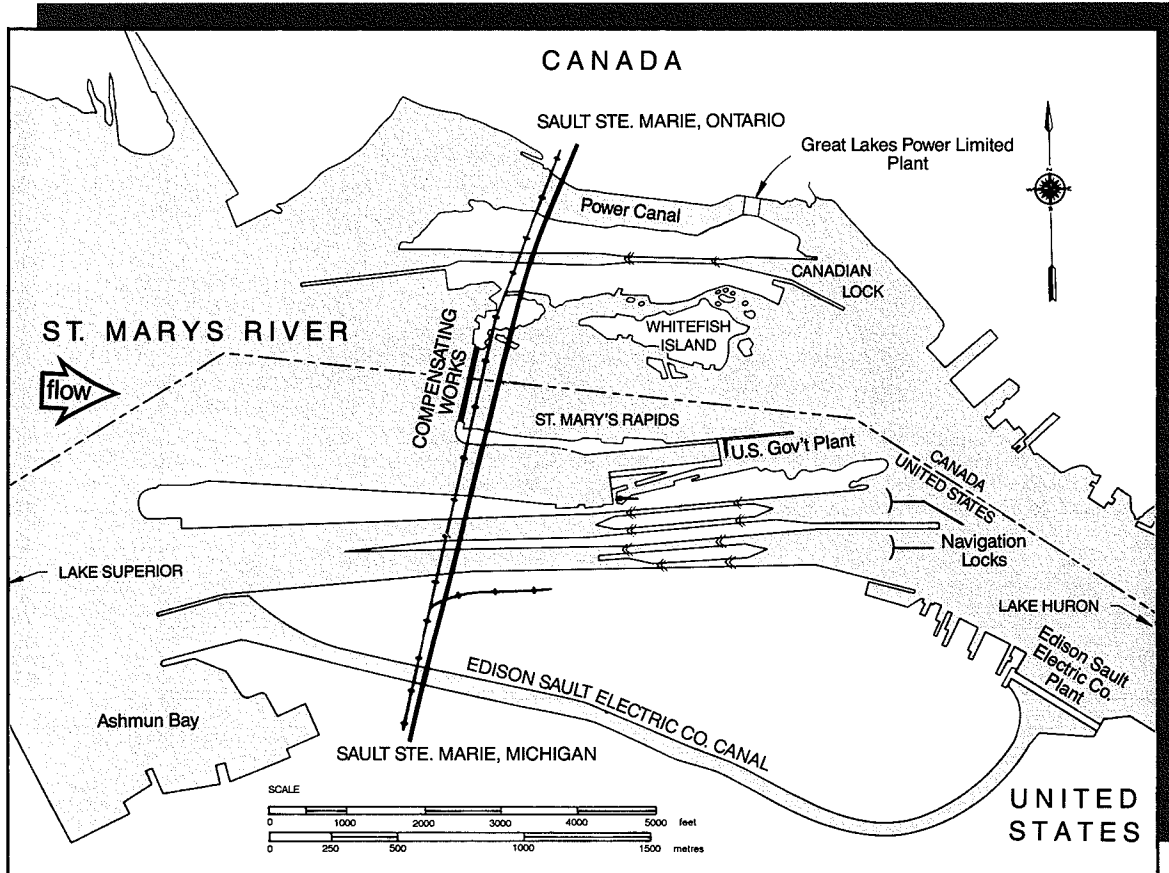 CANADA
SAULT STE. MARIE, ONTARIO
Great Lakes Power Limited
Plant
Power Canal
CANADIAN
LOCK
ST. MARYS RIVER
flow
COMPENSATING
WORKS
WHITEFISH
ISLAND
ST. MARY'S RAPIDS
U.S. Gov't Plant
CANADA
UNITED STATES
Navigation
Locks
LAKE SUPERIOR
LAKE HURON
Edison Sault
Electric Co.
Plant
EDISON SAULT ELECTRIC CO. CANAL
Ashmun Bay
SAULT STE. MARIE, MICHIGAN
UNITED
STATES
SCALE
0 1000 2000 3000 4000 5000 feet
0 250 500 1000 1500 metres